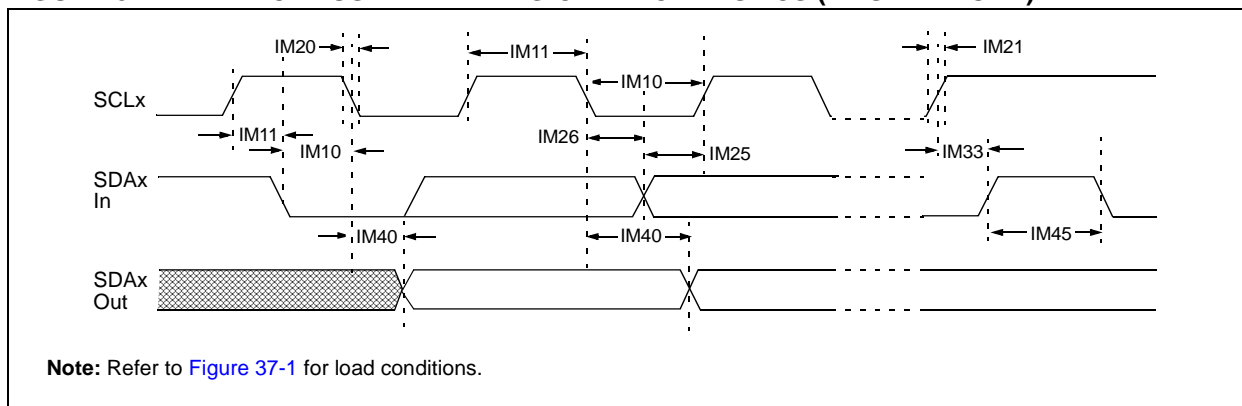 IM20
IM11
IM21
IM10
SCLx
IM11
IM26
IM10
IM25
IM33
SDAx
In
IM40
IM40
IM45
SDAx
Out
Note: Refer to Figure 37-1 for load conditions.